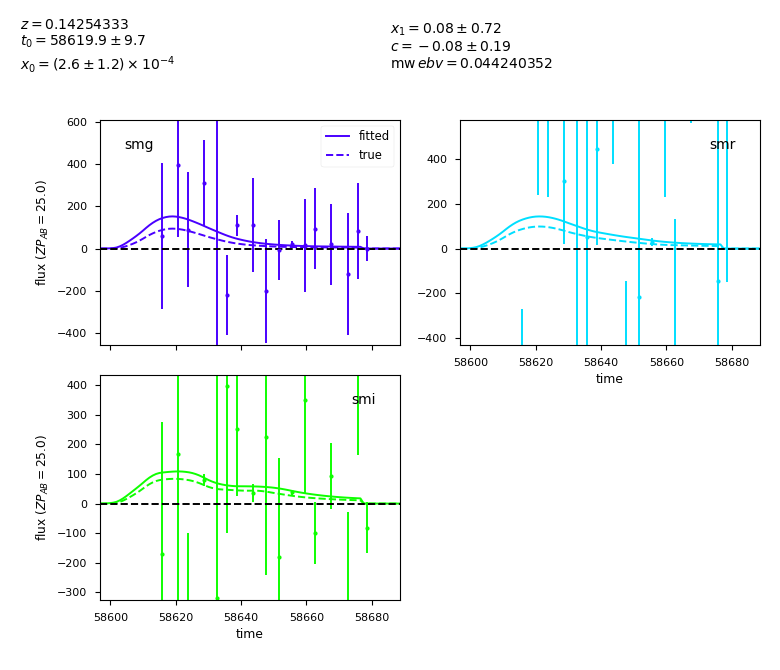 z = 0.14254333
t₀ = 58619.9 ± 9.7
x₀ = (2.6 ± 1.2) × 10⁻⁴
x₁ = 0.08 ± 0.72
c = −0.08 ± 0.19
mw ebv = 0.044240352
smg
fitted
true
600
400
200
0
−200
−400
flux (ZP_AB = 25.0)
smr
400
200
0
−200
−400
58600 58620 58640 58660 58680
time
smi
400
300
200
100
0
−100
−200
−300
flux (ZP_AB = 25.0)
58600 58620 58640 58660 58680
time